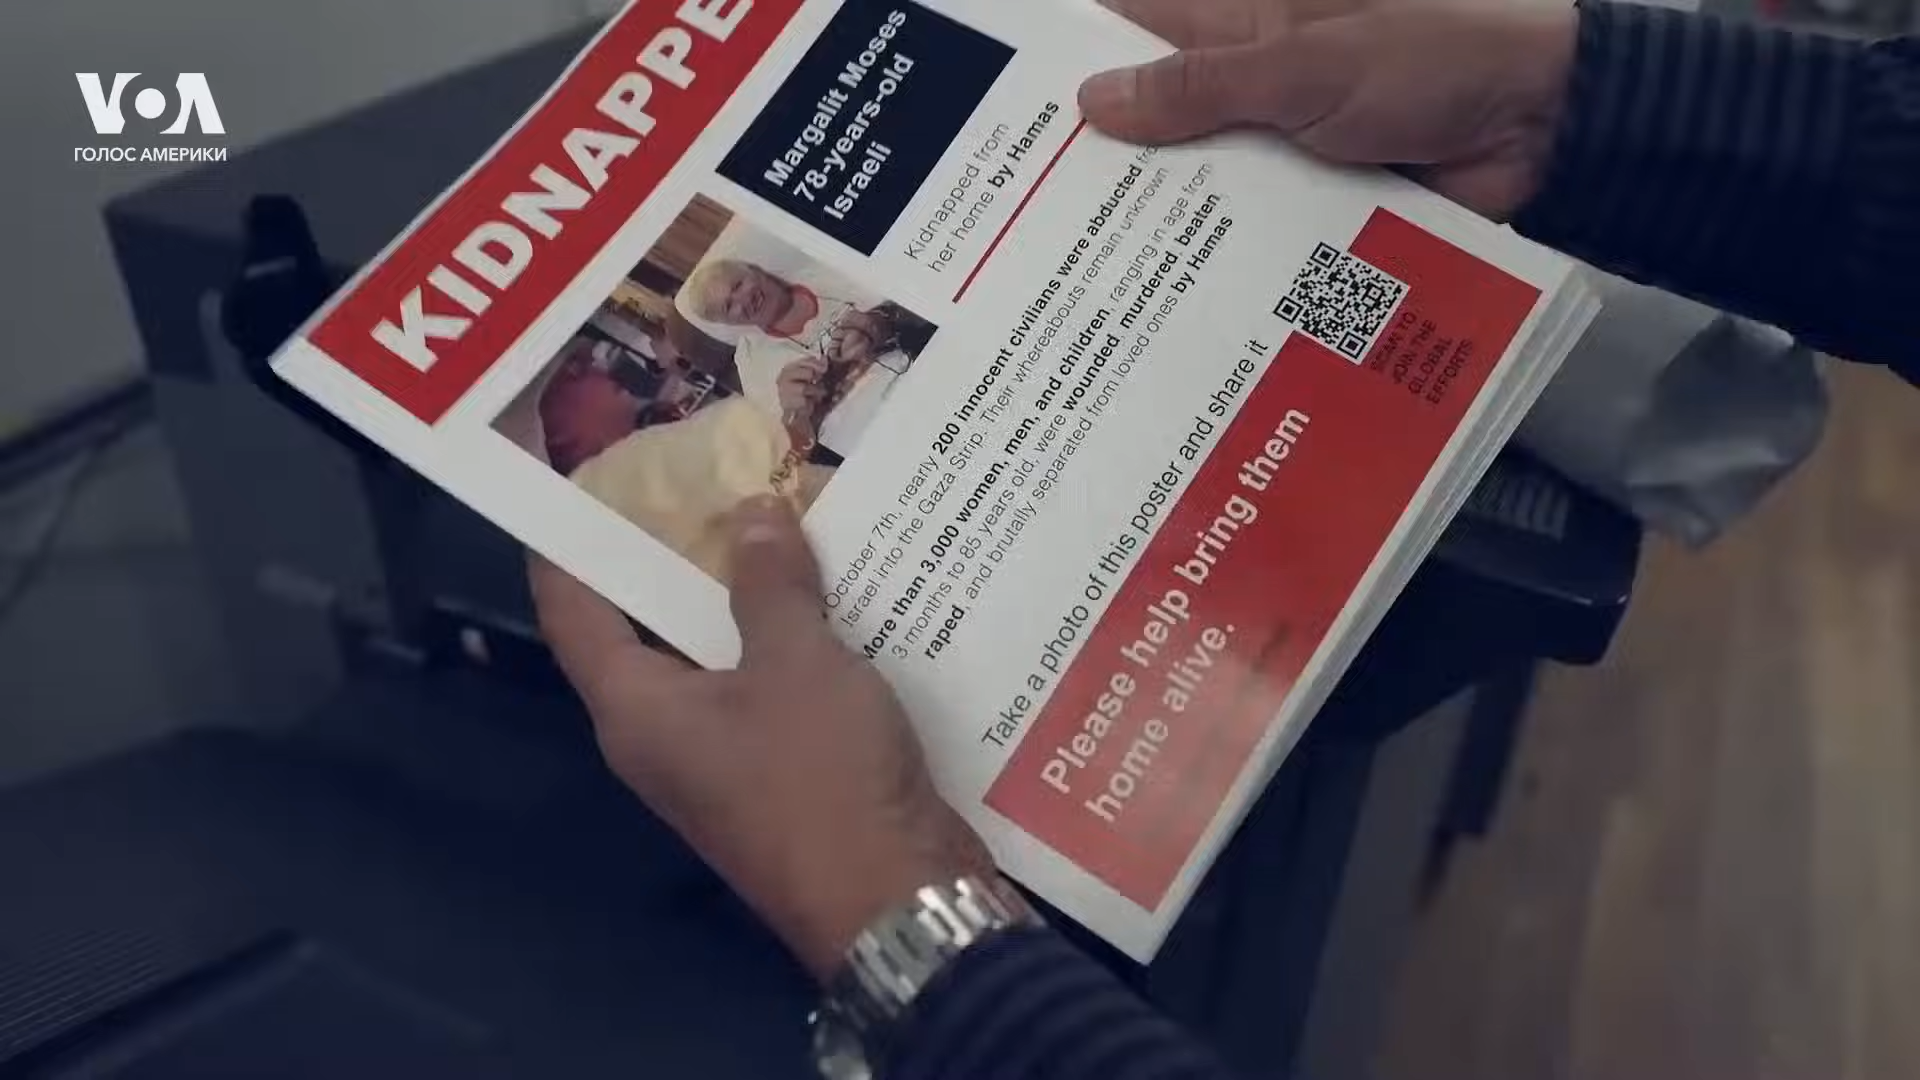 VOA
ГОЛОС АМЕРИКИ
KIDNAPPE
Margalit Moses
78-years-old
Israeli
Kidnapped from
her home by Hamas
October 7th, nearly 200 innocent civilians were abducted
Israel into the Gaza Strip. Their whereabouts remain unknown
More than 3,000 women, men, and children, ranging in age from
3 months to 85 years old, were wounded, murdered, beaten,
raped, and brutally separated from loved ones by Hamas
Take a photo of this poster and share it
Please help bring them
home alive.
SCAN TO
JOIN THE
GLOBAL
EFFORTS